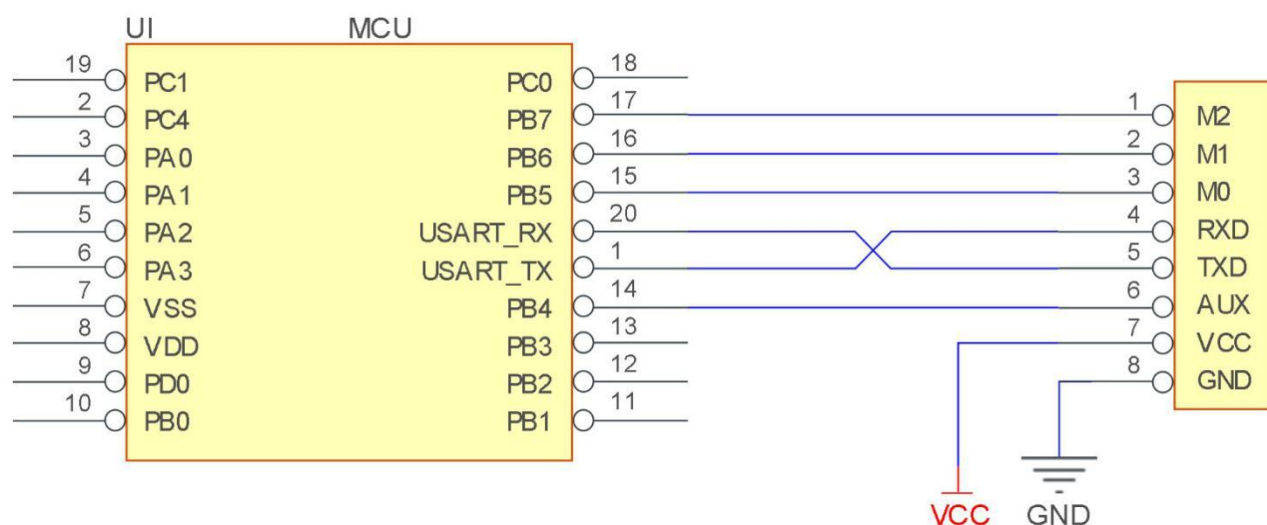 UI MCU
19 PC1 PC0 18
2 PC4 PB7 17 1 M2
3 PA0 PB6 16 2 M1
4 PA1 PB5 15 3 M0
5 PA2 USART_RX 20 4 RXD
6 PA3 USART_TX 1 5 TXD
7 VSS PB4 14 6 AUX
8 VDD PB3 13 7 VCC
9 PD0 PB2 12 8 GND
10 PB0 PB1 11
VCC GND